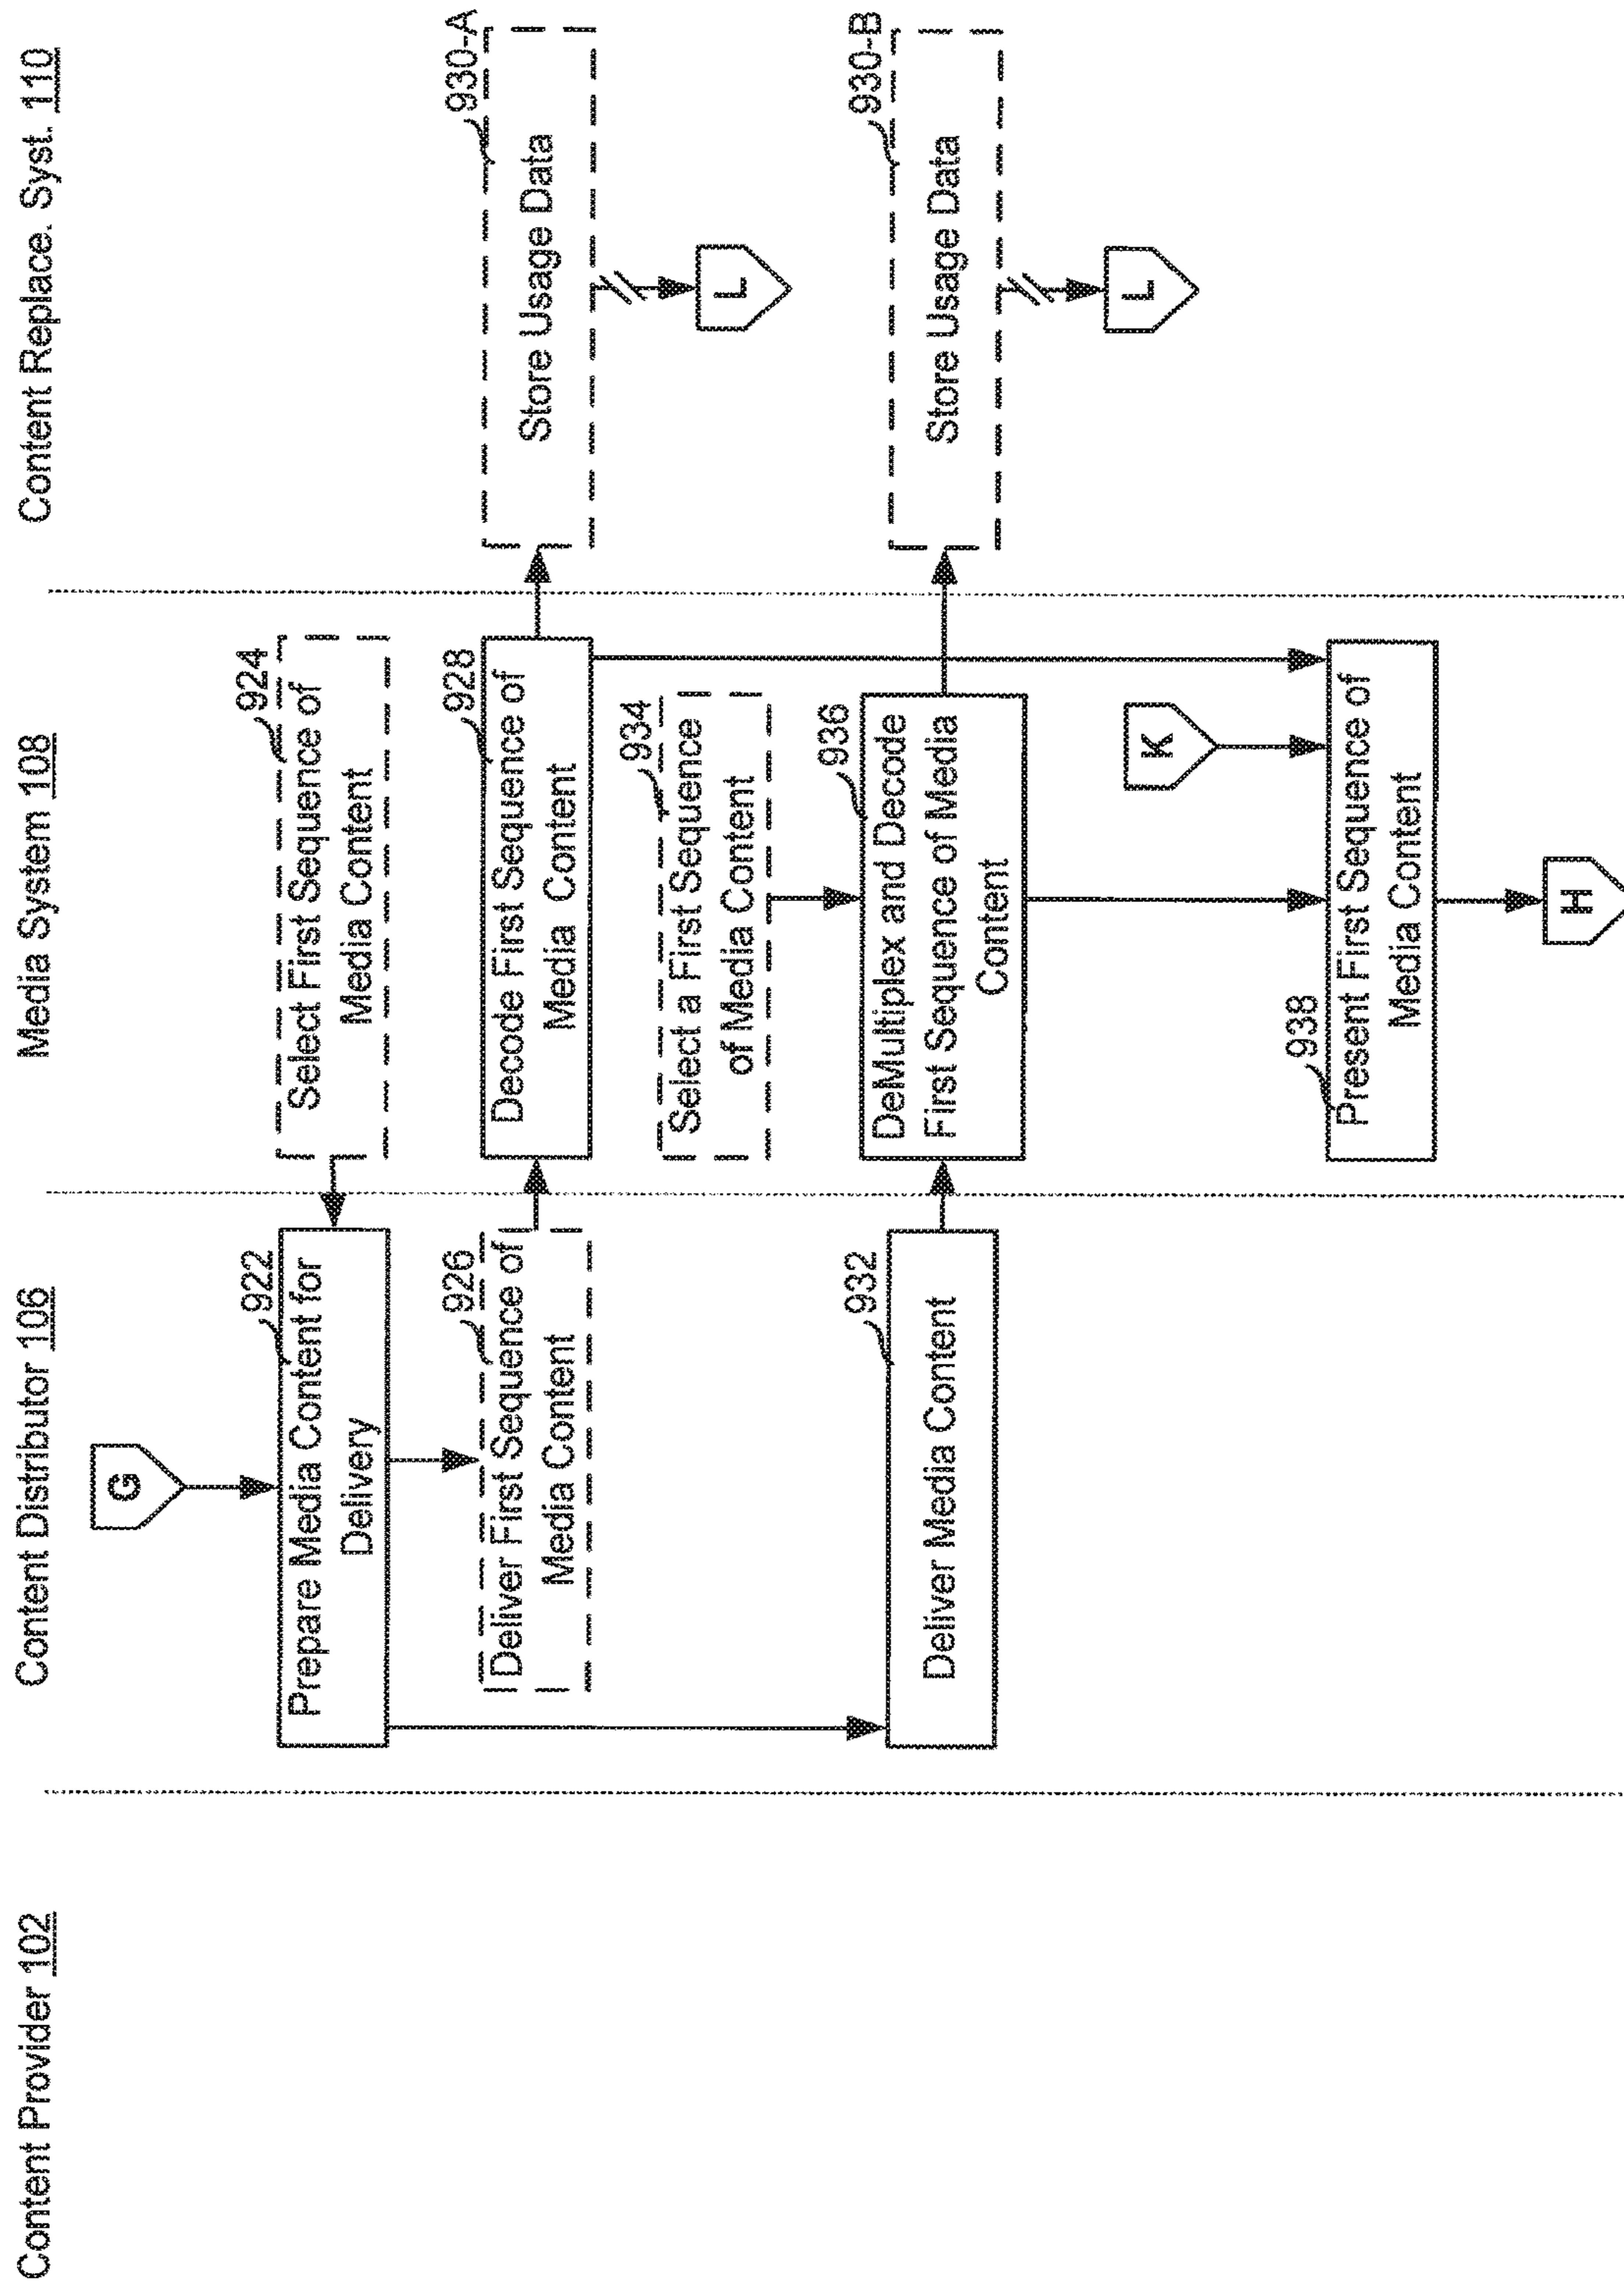 Content Provider 102
Content Distributor 106
Media System 108
Content Replace. Syst. 110
G
922
Prepare Media Content for
Delivery
924
Select First Sequence of
Media Content
926
Deliver First Sequence of
Media Content
928
Decode First Sequence of
Media Content
930-A
Store Usage Data
L
934
Select a First Sequence
of Media Content
932
Deliver Media Content
936
DeMultiplex and Decode
First Sequence of Media
Content
930-B
Store Usage Data
L
K
938
Present First Sequence of
Media Content
H